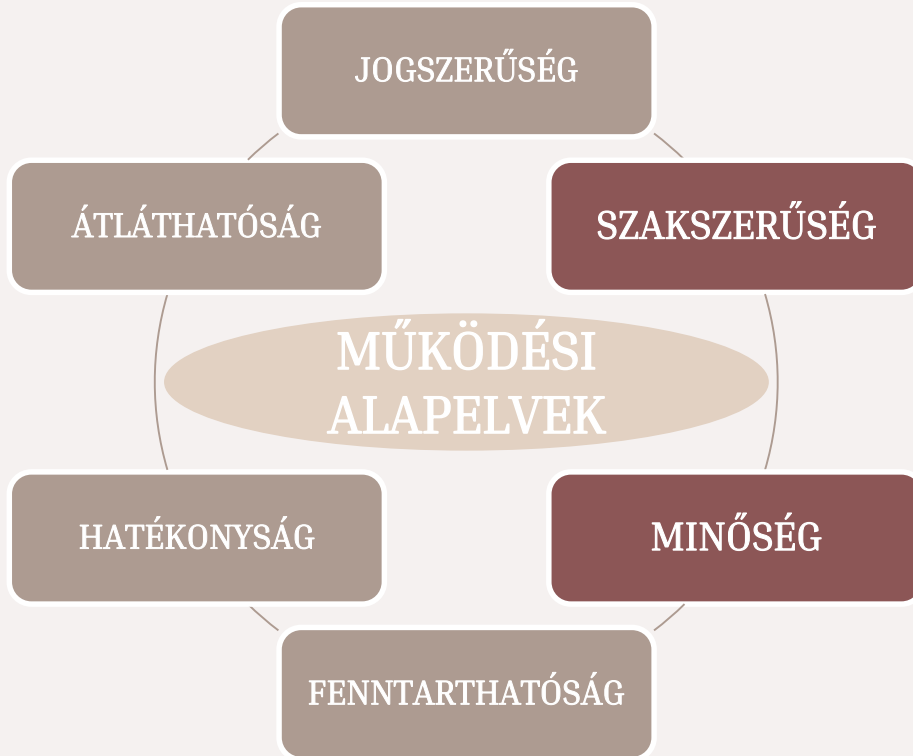 JOGSZERŰSÉG
ÁTLÁTHATÓSÁG
SZAKSZERŰSÉG
MŰKÖDÉSI
ALAPELVEK
HATÉKONYSÁG
MINŐSÉG
FENNTARTHATÓSÁG